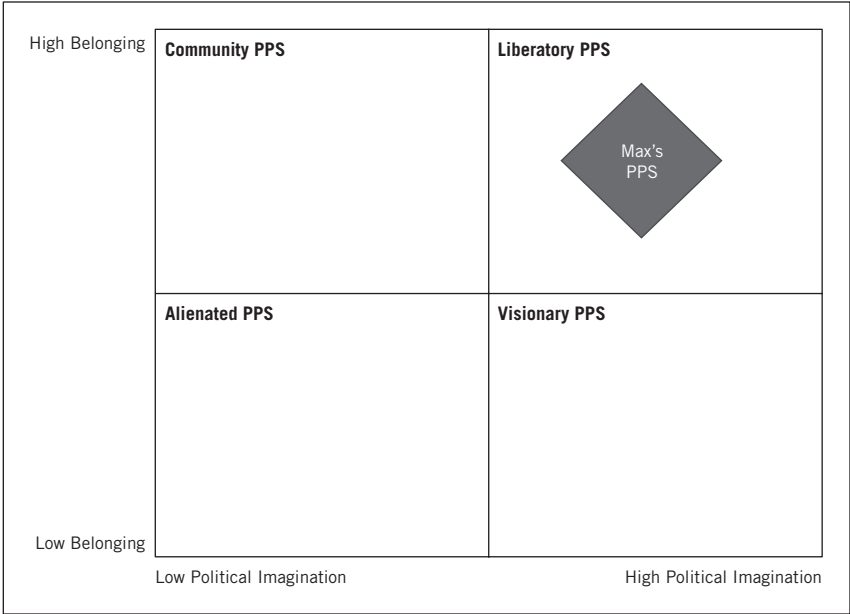 High Belonging
Community PPS
Liberatory PPS
Max's
PPS
Alienated PPS
Visionary PPS
Low Belonging
Low Political Imagination
High Political Imagination